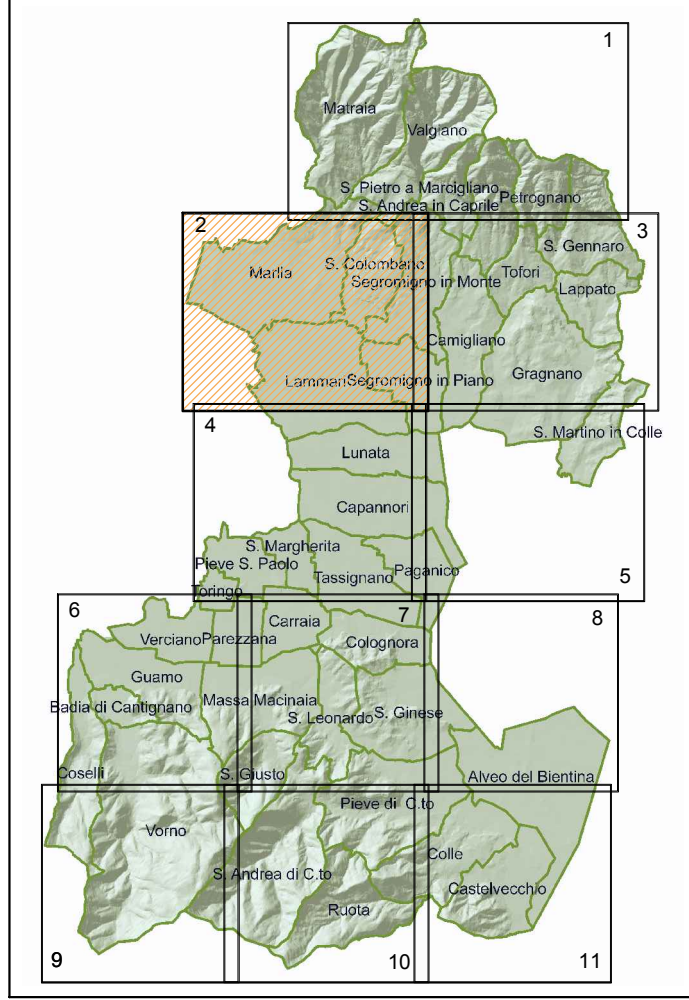 1
Matraia
Valgiano
S. Pietro a Marcigliano
Petrognano
S. Andrea in Caprile
2
3
S. Gennaro
S. Colombano
Marlia
Tofori
Segromigno in Monte
Lappato
Camigliano
Gragnano
Lammari
Segromigno in Piano
4
S. Martino in Colle
Lunata
Capannori
S. Margherita
Pieve S. Paolo
Paganico
Tassignano
5
Toringo
6
7
8
Carraia
Verciano
Parezzana
Colognora
Guamo
Massa Macinaia
Badia di Cantignano
S. Leonardo
S. Ginese
Coselli
S. Giusto
Alveo del Bientina
Pieve di C.to
Vorno
Colle
S. Andrea di C.to
Castelvecchio
Ruota
9
10
11